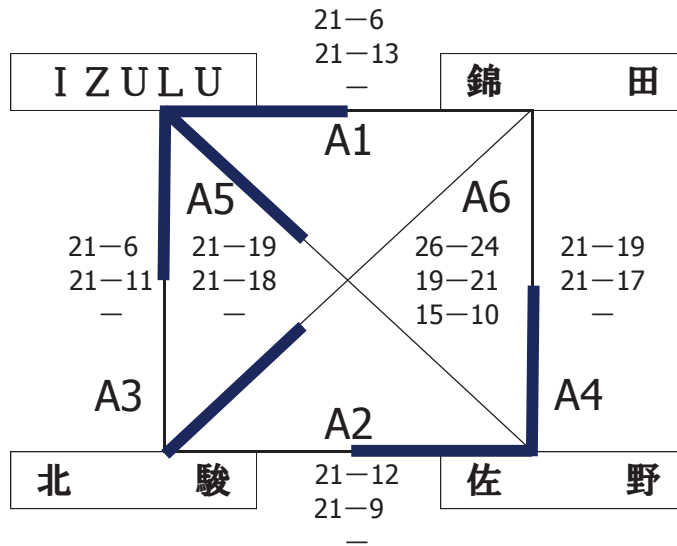 21－6
21－13
－
ＩＺＵＬＵ
錦　田
A1
A5
A6
21－6
21－11
－
21－19
21－18
－
26－24
19－21
15－10
21－19
21－17
－
A3
A2
A4
北　駿
21－12
21－9
－
佐　野